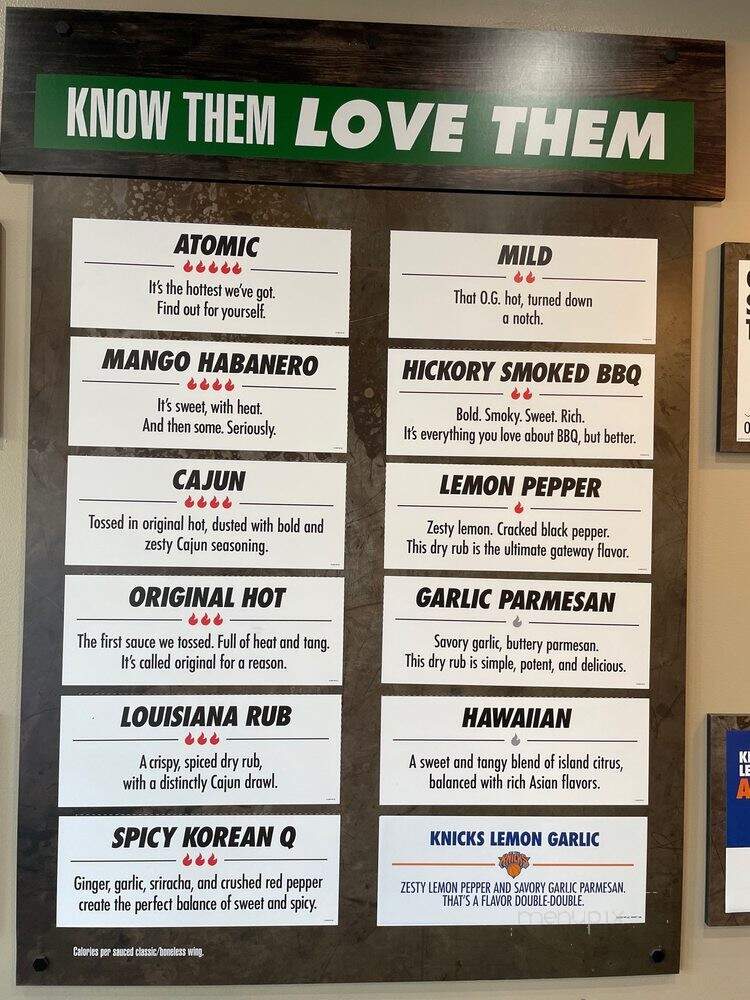 KNOW THEM LOVE THEM
ATOMIC
It's the hottest we've got.
Find out for yourself.
MANGO HABANERO
It's sweet, with heat.
And then some. Seriously.
CAJUN
Tossed in original hot, dusted with bold and
zesty Cajun seasoning.
ORIGINAL HOT
The first sauce we tossed. Full of heat and tang.
It's called original for a reason.
LOUISIANA RUB
A crispy, spiced dry rub,
with a distinctly Cajun drawl.
SPICY KOREAN Q
Ginger, garlic, sriracha, and crushed red pepper
create the perfect balance of sweet and spicy.
Calories per sauced classic/boneless wing.
MILD
That O.G. hot, turned down
a notch.
HICKORY SMOKED BBQ
Bold. Smoky. Sweet. Rich.
It's everything you love about BBQ, but better.
LEMON PEPPER
Zesty lemon. Cracked black pepper.
This dry rub is the ultimate gateway flavor.
GARLIC PARMESAN
Savory garlic, buttery parmesan.
This dry rub is simple, potent, and delicious.
HAWAIIAN
A sweet and tangy blend of island citrus,
balanced with rich Asian flavors.
KNICKS LEMON GARLIC
KNICKS
ZESTY LEMON PEPPER AND SAVORY GARLIC PARMESAN.
THAT'S A FLAVOR DOUBLE-DOUBLE.
menupix